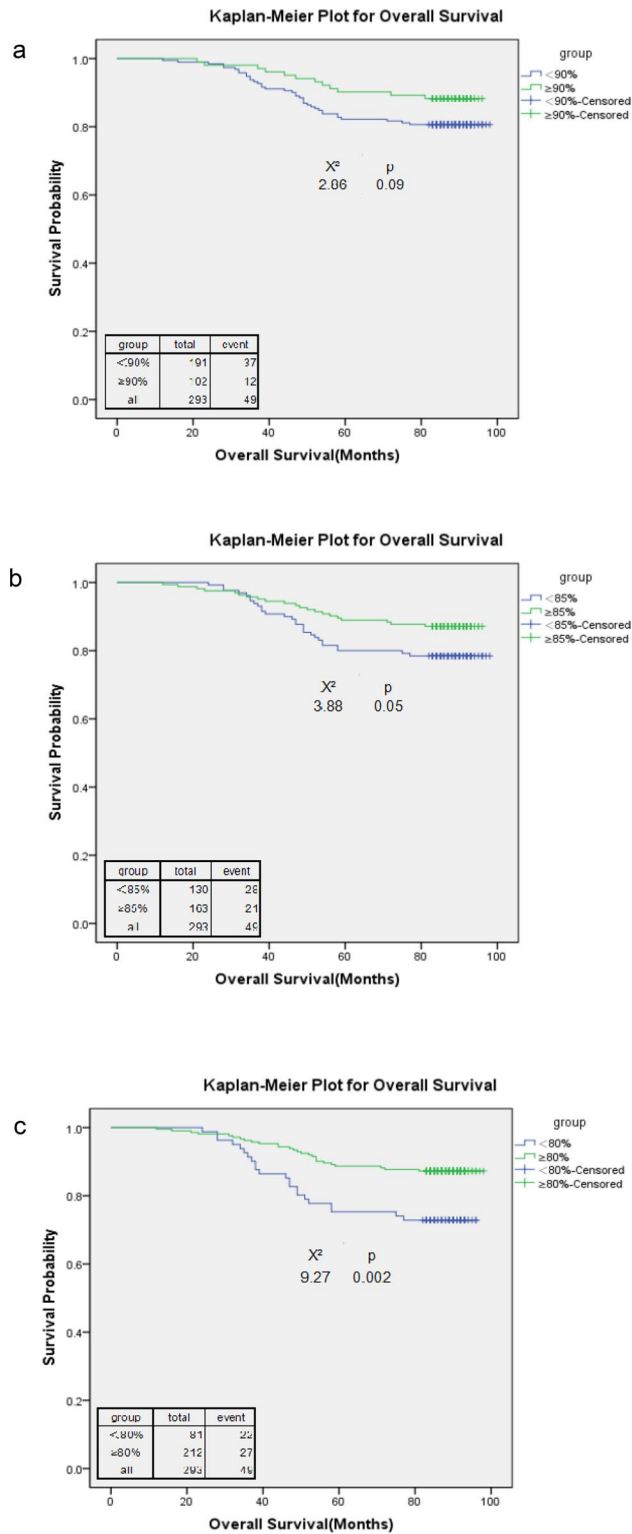 a
Kaplan-Meier Plot for Overall Survival
group
<90%
≥90%
<90%-Censored
≥90%-Censored
1.0
0.8
0.6
0.4
0.2
0.0
Survival Probability
X² p
2.86 0.09
group total event
<90% 191 37
≥90% 102 12
al 293 49
0 20 40 60 80 100
Overall Survival(Months)
b
Kaplan-Meier Plot for Overall Survival
group
<85%
≥85%
<85%-Censored
≥85%-Censored
1.0
0.8
0.6
0.4
0.2
0.0
Survival Probability
X² p
3.88 0.05
group total event
<85% 130 28
≥85% 163 21
all 293 49
0 20 40 60 80 100
Overall Survival(Months)
c
Kaplan-Meier Plot for Overall Survival
group
<80%
≥80%
<80%-Censored
≥80%-Censored
1.0
0.8
0.6
0.4
0.2
0.0
Survival Probability
X² p
9.27 0.002
group total event
<80% 81 22
≥80% 212 27
all 293 49
0 20 40 60 80 100
Overall Survival(Months)